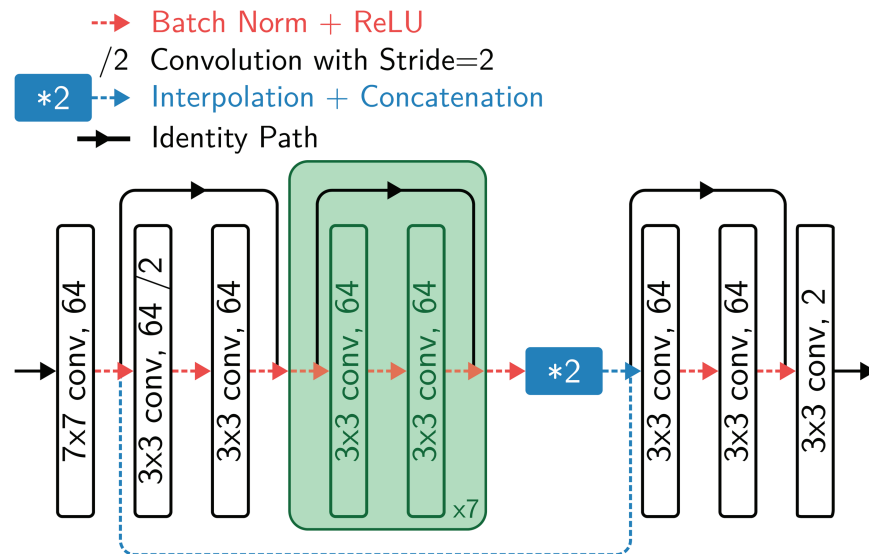 Batch Norm + ReLU
/2 Convolution with Stride=2
*2 Interpolation + Concatenation
Identity Path
7x7 conv, 64
3x3 conv, 64 /2
3x3 conv, 64
3x3 conv, 64
3x3 conv, 64
x7
*2
3x3 conv, 64
3x3 conv, 64
3x3 conv, 2